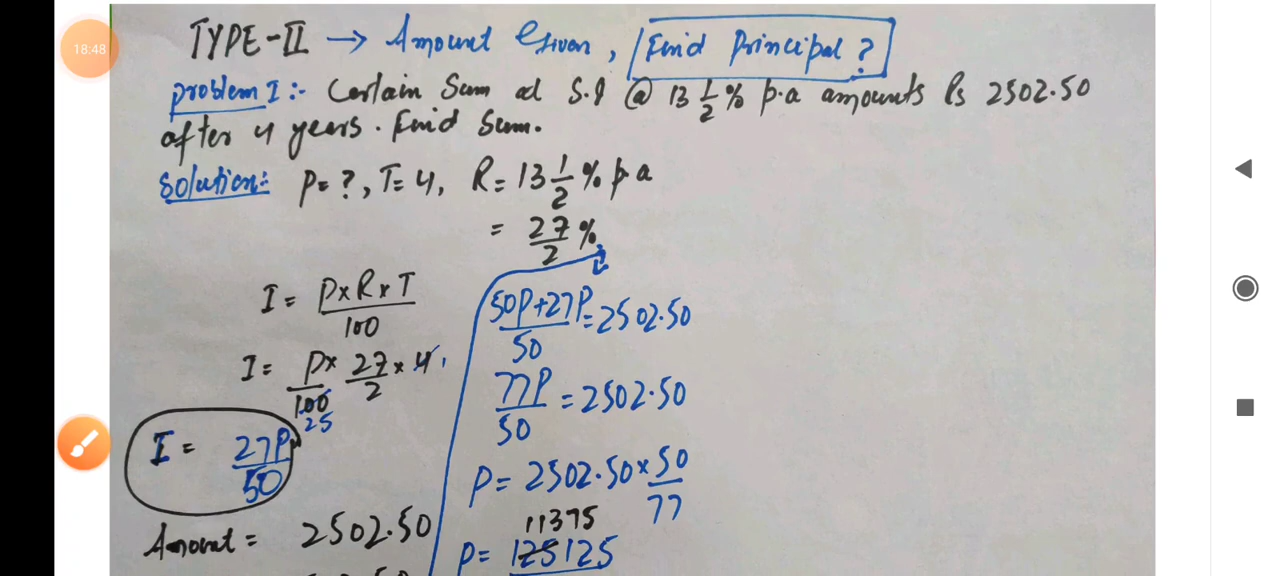 18:48
TYPE-II → Amount Given, Find Principal?
problem I:- Certain Sum at S.I @ 13 1/2 % p.a amounts Rs 2502.50
after 4 years. Find Sum.
Solution:- P= ?, T= 4, R= 13 1/2 % p.a
= 27/2 %
I = P×R×T/100
I = P×/100 27/2 × 4
25
I = 27P/50
Amount = 2502.50
50P+27P/50 = 2502.50
77P/50 = 2502.50
P= 2502.50 × 50/77
11375
P= 125125